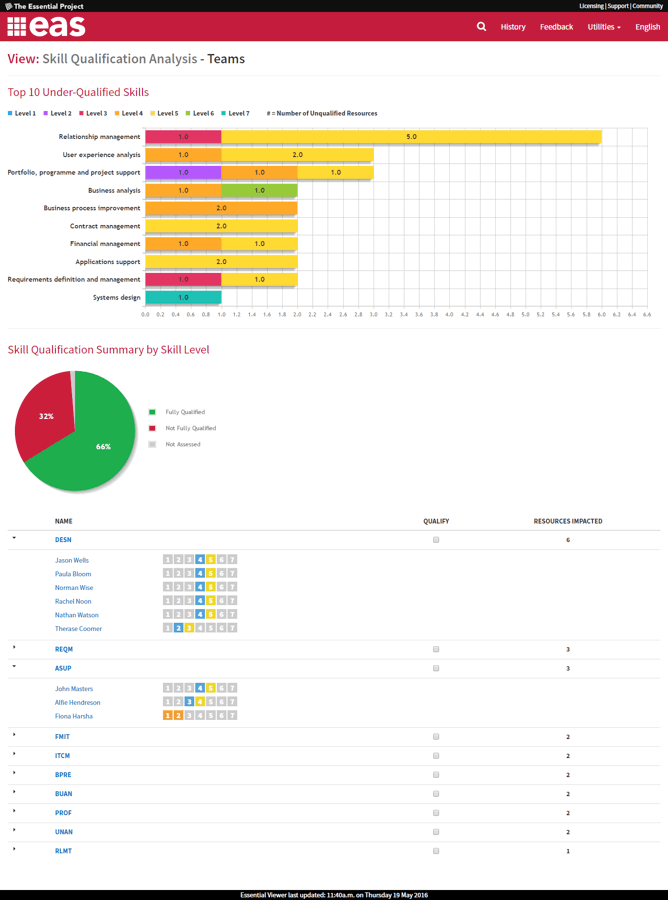 The Essential Project
Licensing | Support | Community
eas
History Feedback Utilities English
View: Skill Qualification Analysis - Teams
Top 10 Under-Qualified Skills
Level 1 Level 2 Level 3 Level 4 Level 5 Level 6 Level 7 # = Number of Unqualified Resources
Relationship management 1.0 5.0
User experience analysis 1.0 2.0
Portfolio, programme and project support 1.0 1.0 1.0
Business analysis 1.0 1.0
Business process improvement 2.0
Contract management 2.0
Financial management 1.0 1.0
Applications support 2.0
Requirements definition and management 1.0 1.0
Systems design 1.0
0.0 0.2 0.4 0.6 0.8 1.0 1.2 1.4 1.6 1.8 2.0 2.2 2.4 2.6 2.8 3.0 3.2 3.4 3.6 3.8 4.0 4.2 4.4 4.6 4.8 5.0 5.2 5.4 5.6 5.8 6.0 6.2 6.4 6.6
Skill Qualification Summary by Skill Level
32%
66%
Fully Qualified
Not Fully Qualified
Not Assessed
NAME QUALIFY RESOURCES IMPACTED
DESN 6
Jason Wells 1 2 3 4 5 6 7
Paula Bloom 1 2 3 4 5 6 7
Norman Wise 1 2 3 4 5 6 7
Rachel Noon 1 2 3 4 5 6 7
Nathan Watson 1 2 3 4 5 6 7
Therase Coomer 1 2 3 4 5 6 7
REQM 3
ASUP 3
John Masters 1 2 3 4 5 6 7
Alfie Hendreson 1 2 3 4 5 6 7
Fiona Harsha 1 2 3 4 5 6 7
FMIT 2
ITCM 2
BPRE 2
BUAN 2
PROF 2
UNAN 2
RLMT 1
Essential Viewer last updated: 11:40a.m. on Thursday 19 May 2016